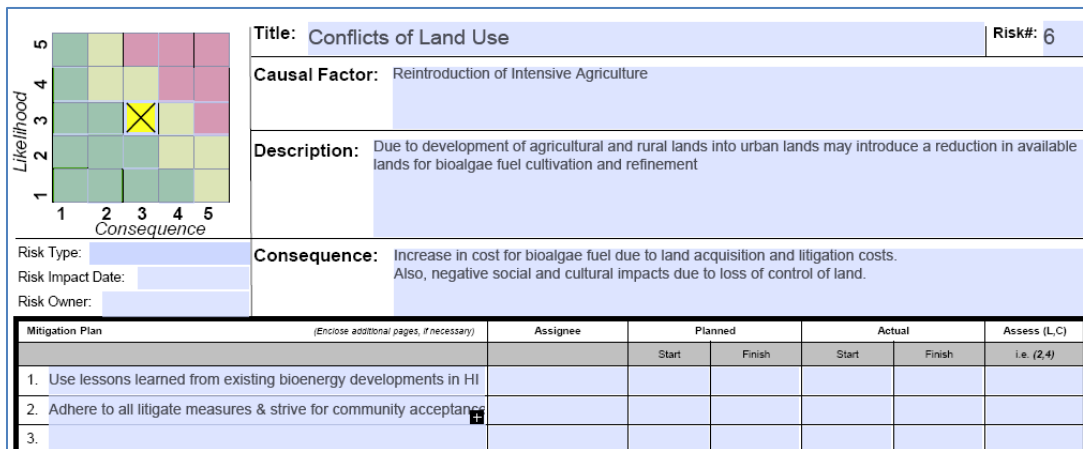 Title: Conflicts of Land Use
Risk#: 6
Causal Factor: Reintroduction of Intensive Agriculture
Description: Due to development of agricultural and rural lands into urban lands may introduce a reduction in available
lands for bioalgae fuel cultivation and refinement
Likelihood
5
4
3
2
1
1 2 3 4 5
Consequence
Risk Type:
Risk Impact Date:
Risk Owner:
Consequence: Increase in cost for bioalgae fuel due to land acquisition and litigation costs.
Also, negative social and cultural impacts due to loss of control of land.
Mitigation Plan (Enclose additional pages, if necessary) Assignee Planned Actual Assess (L,C)
Start Finish Start Finish i.e. (2,4)
1. Use lessons learned from existing bioenergy developments in HI
2. Adhere to all litigate measures & strive for community acceptance
3.